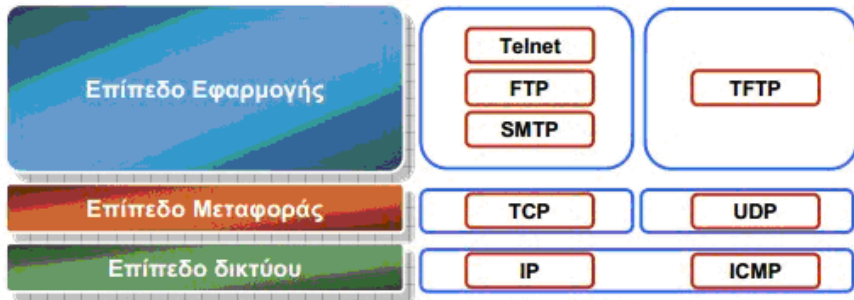 Επίπεδο Εφαρμογής
Telnet
FTP
SMTP
TFTP
Επίπεδο Μεταφοράς
TCP
UDP
Επίπεδο δικτύου
IP
ICMP